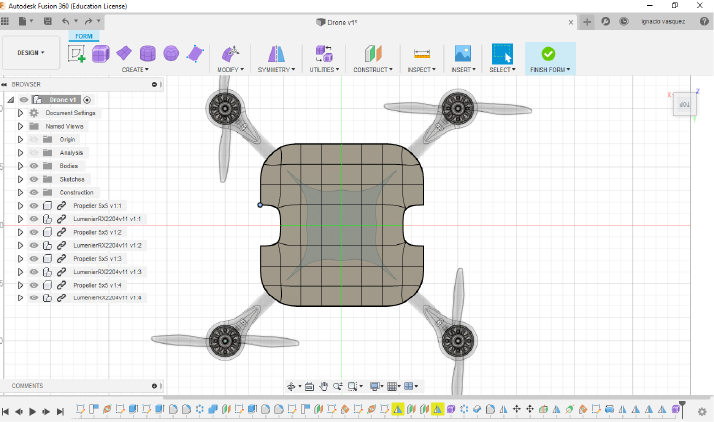 Autodesk Fusion 360 (Education License)
Drone v1*
ignacio vasquez
FORM
DESIGN
CREATE
MODIFY
SYMMETRY
UTILITIES
CONSTRUCT
INSPECT
INSERT
SELECT
FINISH FORM
BROWSER
Drone v1
Document Settings
Named Views
Origin
Analysis
Bodies
Sketches
Construction
Propeller 5x5 v1:1
LumenierRX2204v11 v1:1
Propeller 5x5 v1:2
LumenierRX2204v11 v1:2
Propeller 5x5 v1:3
LumenierRX2204v11 v1:3
Propeller 5x5 v1:4
LumenierRX2204v11 v1:4
X
Z
COMMENTS